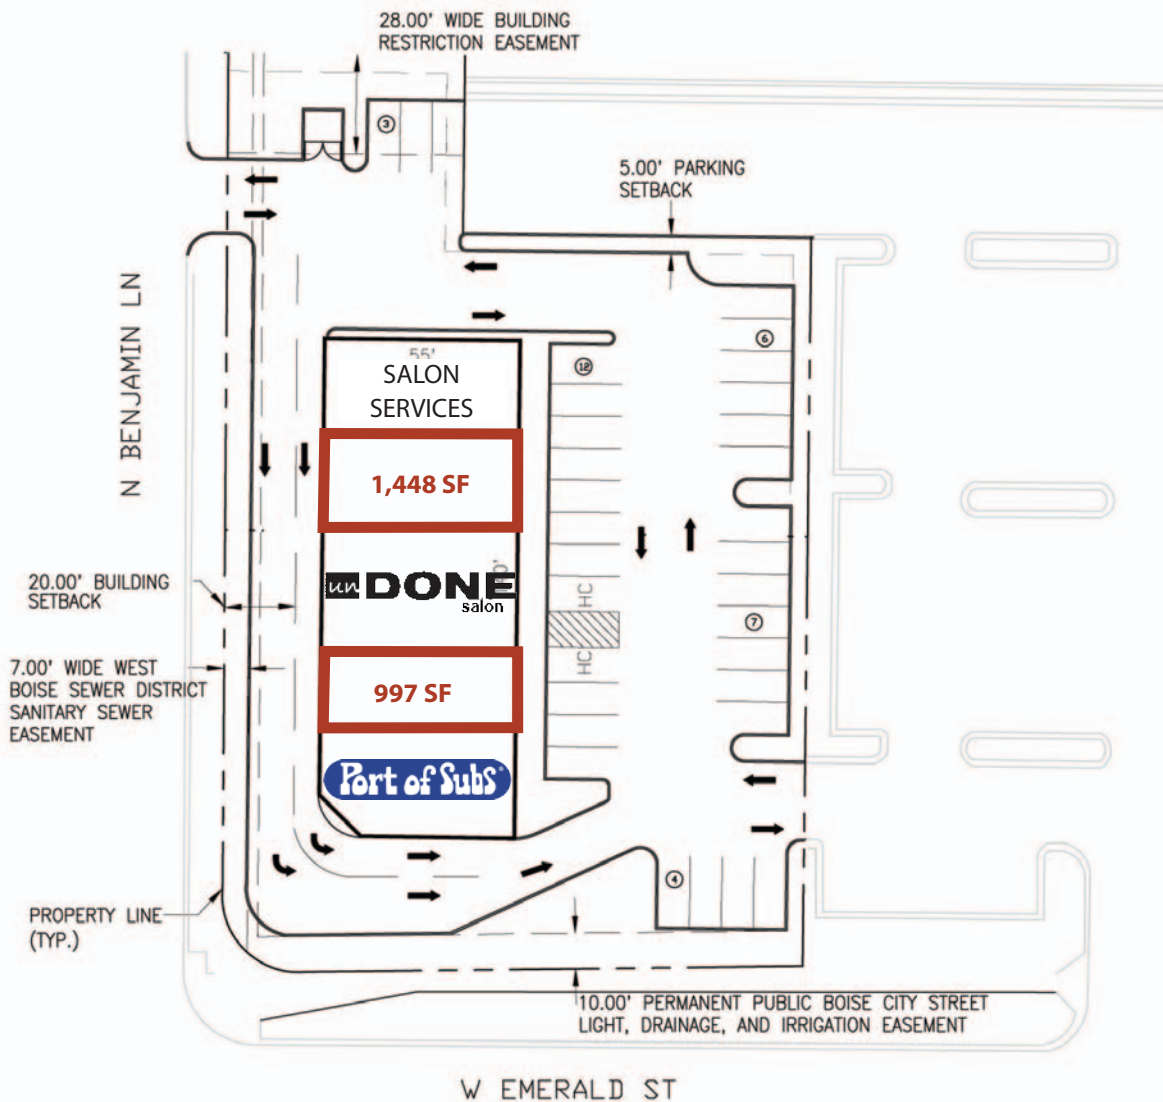 28.00' WIDE BUILDING
RESTRICTION EASEMENT
3
5.00' PARKING
SETBACK
N BENJAMIN LN
55'
SALON
SERVICES
12
6
1,448 SF
20.00' BUILDING
SETBACK
un DONE
salon
HC
HC
7
7.00' WIDE WEST
BOISE SEWER DISTRICT
SANITARY SEWER
EASEMENT
997 SF
Port of Subs
4
PROPERTY LINE
(TYP.)
10.00' PERMANENT PUBLIC BOISE CITY STREET
LIGHT, DRAINAGE, AND IRRIGATION EASEMENT
W EMERALD ST